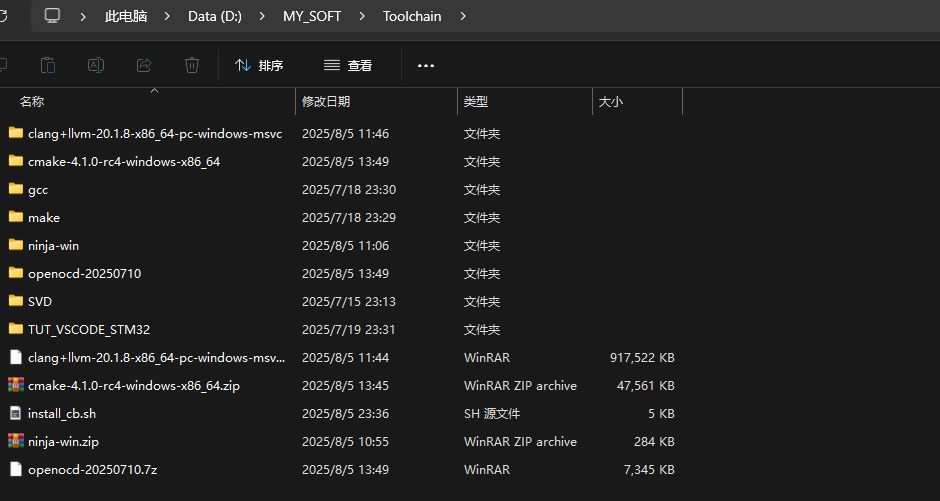 此电脑 > Data (D:) > MY_SOFT > Toolchain >
排序 查看 ...
名称 修改日期 类型 大小
clang+llvm-20.1.8-x86_64-pc-windows-msvc 2025/8/5 11:46 文件夹
cmake-4.1.0-rc4-windows-x86_64 2025/8/5 13:49 文件夹
gcc 2025/7/18 23:30 文件夹
make 2025/7/18 23:29 文件夹
ninja-win 2025/8/5 11:06 文件夹
openocd-20250710 2025/8/5 13:49 文件夹
SVD 2025/7/15 23:13 文件夹
TUT_VSCODE_STM32 2025/7/19 23:31 文件夹
clang+llvm-20.1.8-x86_64-pc-windows-msv... 2025/8/5 11:44 WinRAR 917,522 KB
cmake-4.1.0-rc4-windows-x86_64.zip 2025/8/5 13:45 WinRAR ZIP archive 47,561 KB
install_cb.sh 2025/8/5 23:36 SH 源文件 5 KB
ninja-win.zip 2025/8/5 10:55 WinRAR ZIP archive 284 KB
openocd-20250710.7z 2025/8/5 13:49 WinRAR 7,345 KB